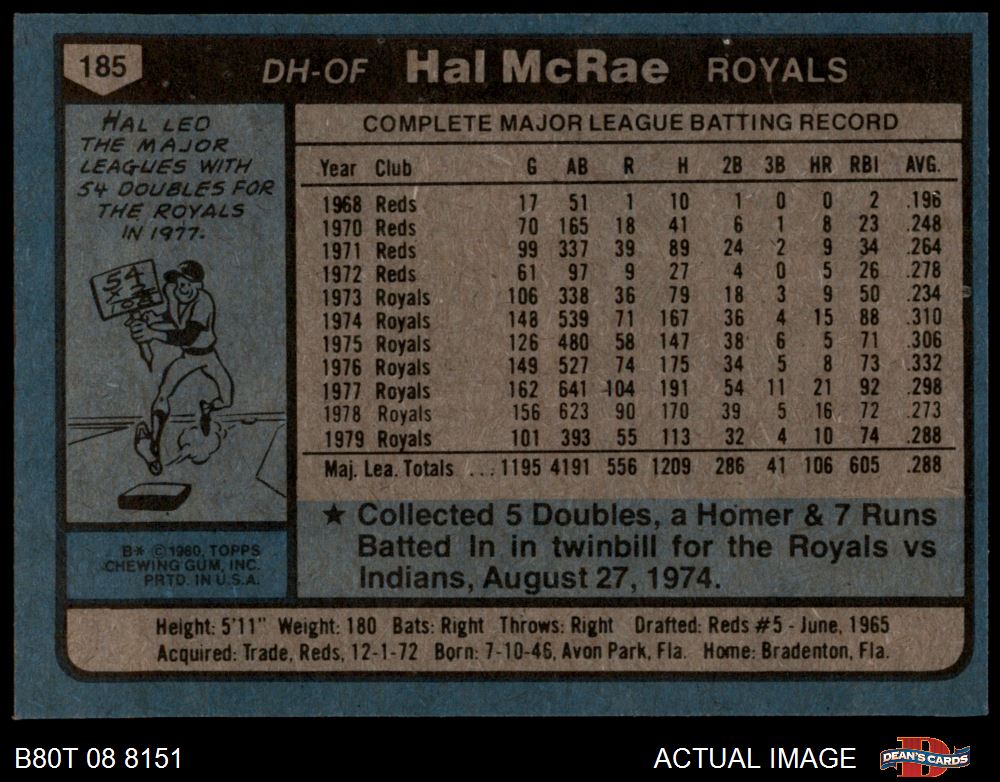 185 DH-OF Hal McRae ROYALS
HAL LED
THE MAJOR
LEAGUES WITH
54 DOUBLES FOR
THE ROYALS
IN 1977.
54
B* © 1980, TOPPS
CHEWING GUM, INC.
PRTD. IN U.S.A.
COMPLETE MAJOR LEAGUE BATTING RECORD
Year Club G AB R H 2B 3B HR RBI AVG.
1968 Reds 17 51 1 10 1 0 0 2 .196
1970 Reds 70 165 18 41 6 1 8 23 .248
1971 Reds 99 337 39 89 24 2 9 34 .264
1972 Reds 61 97 9 27 4 0 5 26 .278
1973 Royals 106 338 36 79 18 3 9 50 .234
1974 Royals 148 539 71 167 36 4 15 88 .310
1975 Royals 126 480 58 147 38 6 5 71 .306
1976 Royals 149 527 74 175 34 5 8 73 .332
1977 Royals 162 641 104 191 54 11 21 92 .298
1978 Royals 156 623 90 170 39 5 16 72 .273
1979 Royals 101 393 55 113 32 4 10 74 .288
Maj. Lea. Totals ... 1195 4191 556 1209 286 41 106 605 .288
★ Collected 5 Doubles, a Homer & 7 Runs
Batted In in twinbill for the Royals vs
Indians, August 27, 1974.
Height: 5'11" Weight: 180 Bats: Right Throws: Right Drafted: Reds #5 - June, 1965
Acquired: Trade, Reds, 12-1-72 Born: 7-10-46, Avon Park, Fla. Home: Bradenton, Fla.
B80T 08 8151
ACTUAL IMAGE
DEAN'S CARDS